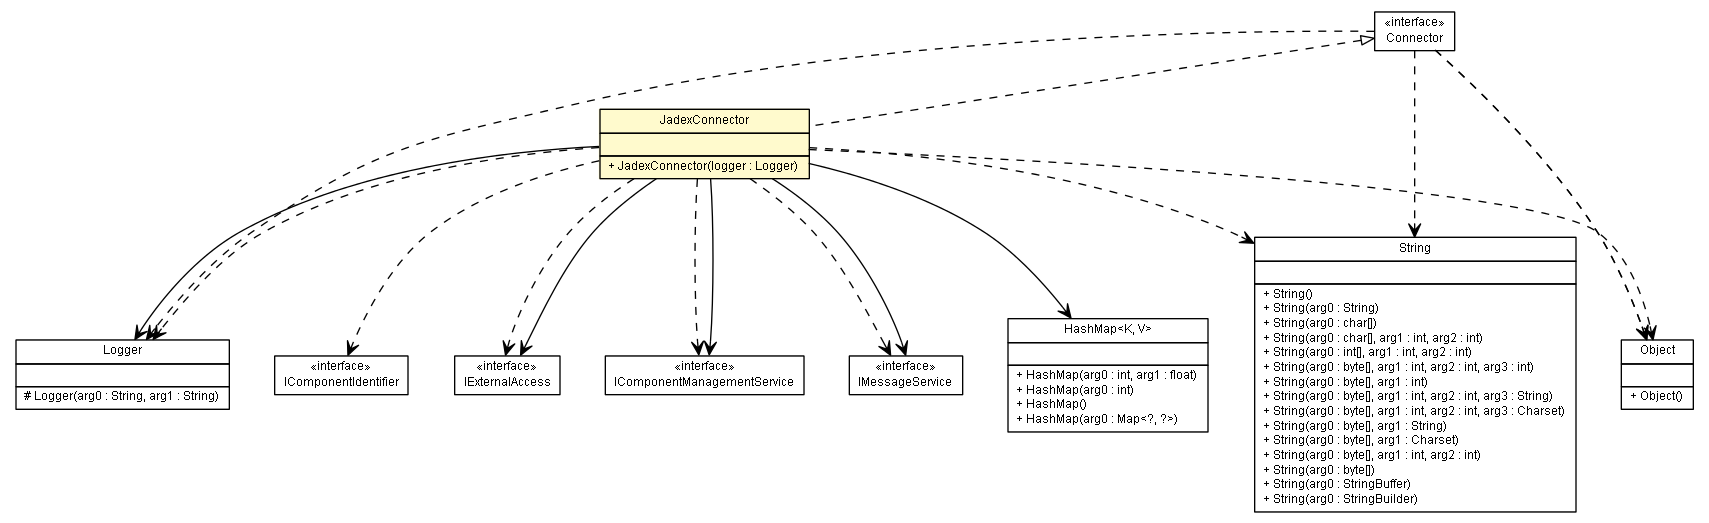 «interface»
Connector
JadexConnector
+ JadexConnector(logger : Logger)
Logger
# Logger(arg0 : String, arg1 : String)
«interface»
IComponentIdentifier
«interface»
IExternalAccess
«interface»
IComponentManagementService
«interface»
IMessageService
HashMap<K, V>
+ HashMap(arg0 : int, arg1 : float)
+ HashMap(arg0 : int)
+ HashMap()
+ HashMap(arg0 : Map<?, ?>)
String
+ String()
+ String(arg0 : String)
+ String(arg0 : char[])
+ String(arg0 : char[], arg1 : int, arg2 : int)
+ String(arg0 : int[], arg1 : int, arg2 : int)
+ String(arg0 : byte[], arg1 : int, arg2 : int, arg3 : int)
+ String(arg0 : byte[], arg1 : int)
+ String(arg0 : byte[], arg1 : int, arg2 : int, arg3 : String)
+ String(arg0 : byte[], arg1 : int, arg2 : int, arg3 : Charset)
+ String(arg0 : byte[], arg1 : String)
+ String(arg0 : byte[], arg1 : Charset)
+ String(arg0 : byte[], arg1 : int, arg2 : int)
+ String(arg0 : byte[])
+ String(arg0 : StringBuffer)
+ String(arg0 : StringBuilder)
Object
+ Object()